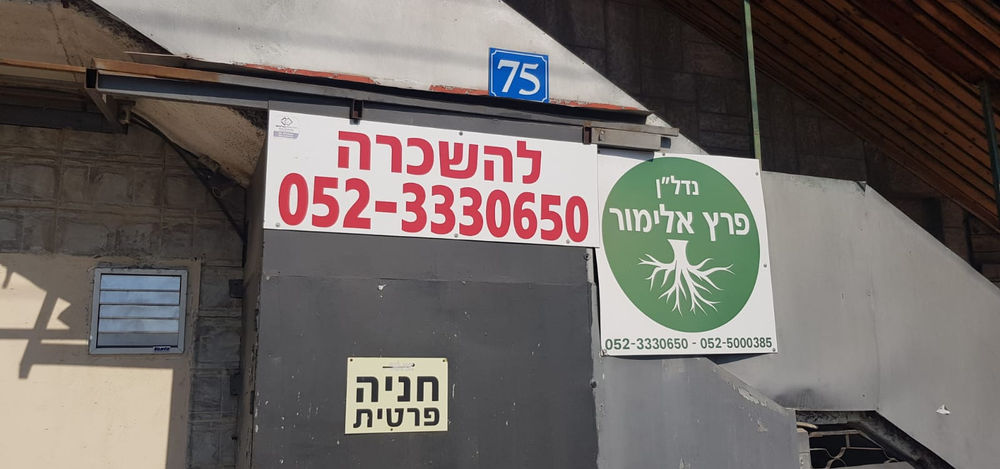 75
להשכרה
052-3330650
נדל"ן
פרץ אלימור
052-3330650 - 052-5000385
חניה
פרטית